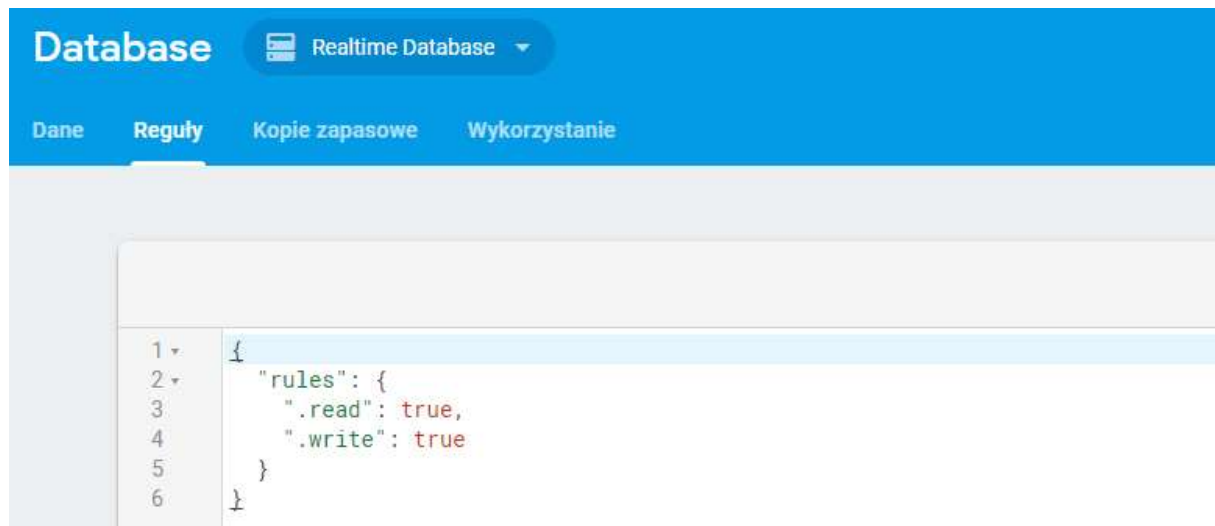 Database Realtime Database
Dane Reguły Kopie zapasowe Wykorzystanie
1 {
2 "rules": {
3 ".read": true,
4 ".write": true
5 }
6 }